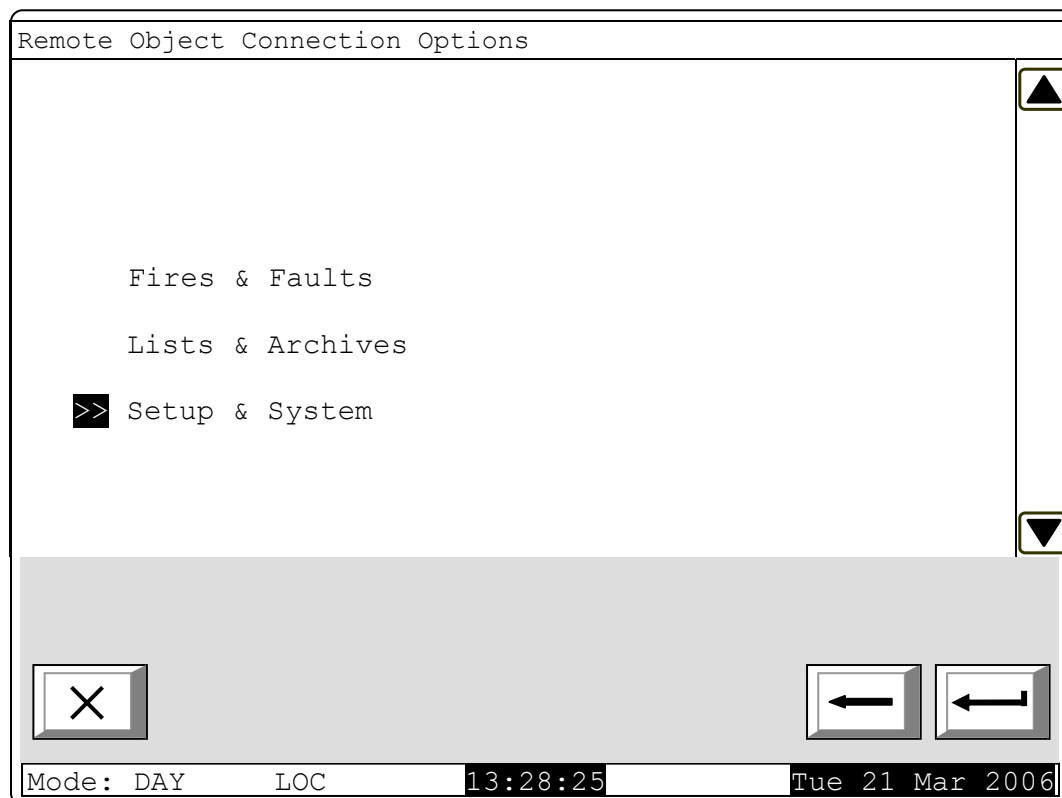 Remote Object Connection Options
Fires & Faults
Lists & Archives
>> Setup & System
Mode: DAY LOC 13:28:25 Tue 21 Mar 2006